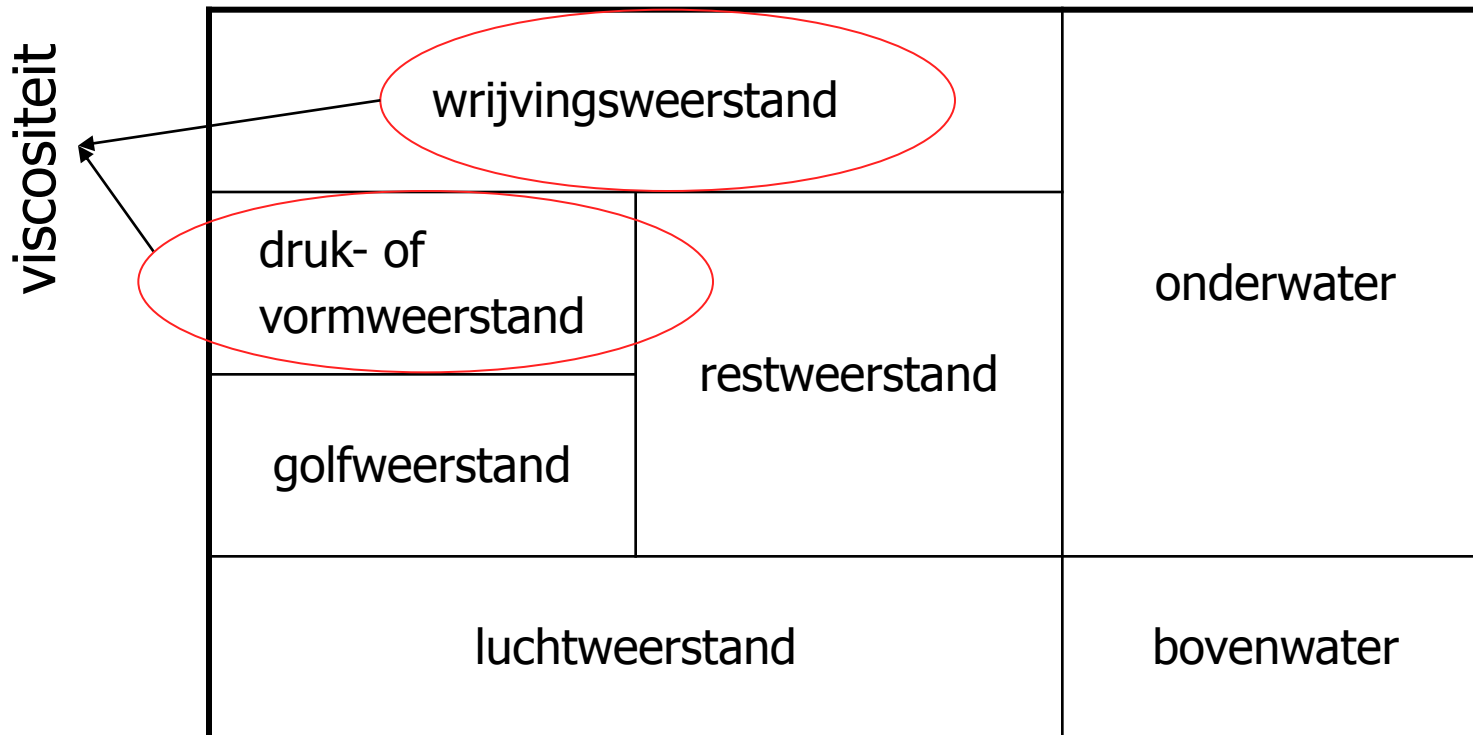 viscositeit
wrijvingsweerstand
druk- of
vormweerstand
onderwater
restweerstand
golfweerstand
luchtweerstand
bovenwater